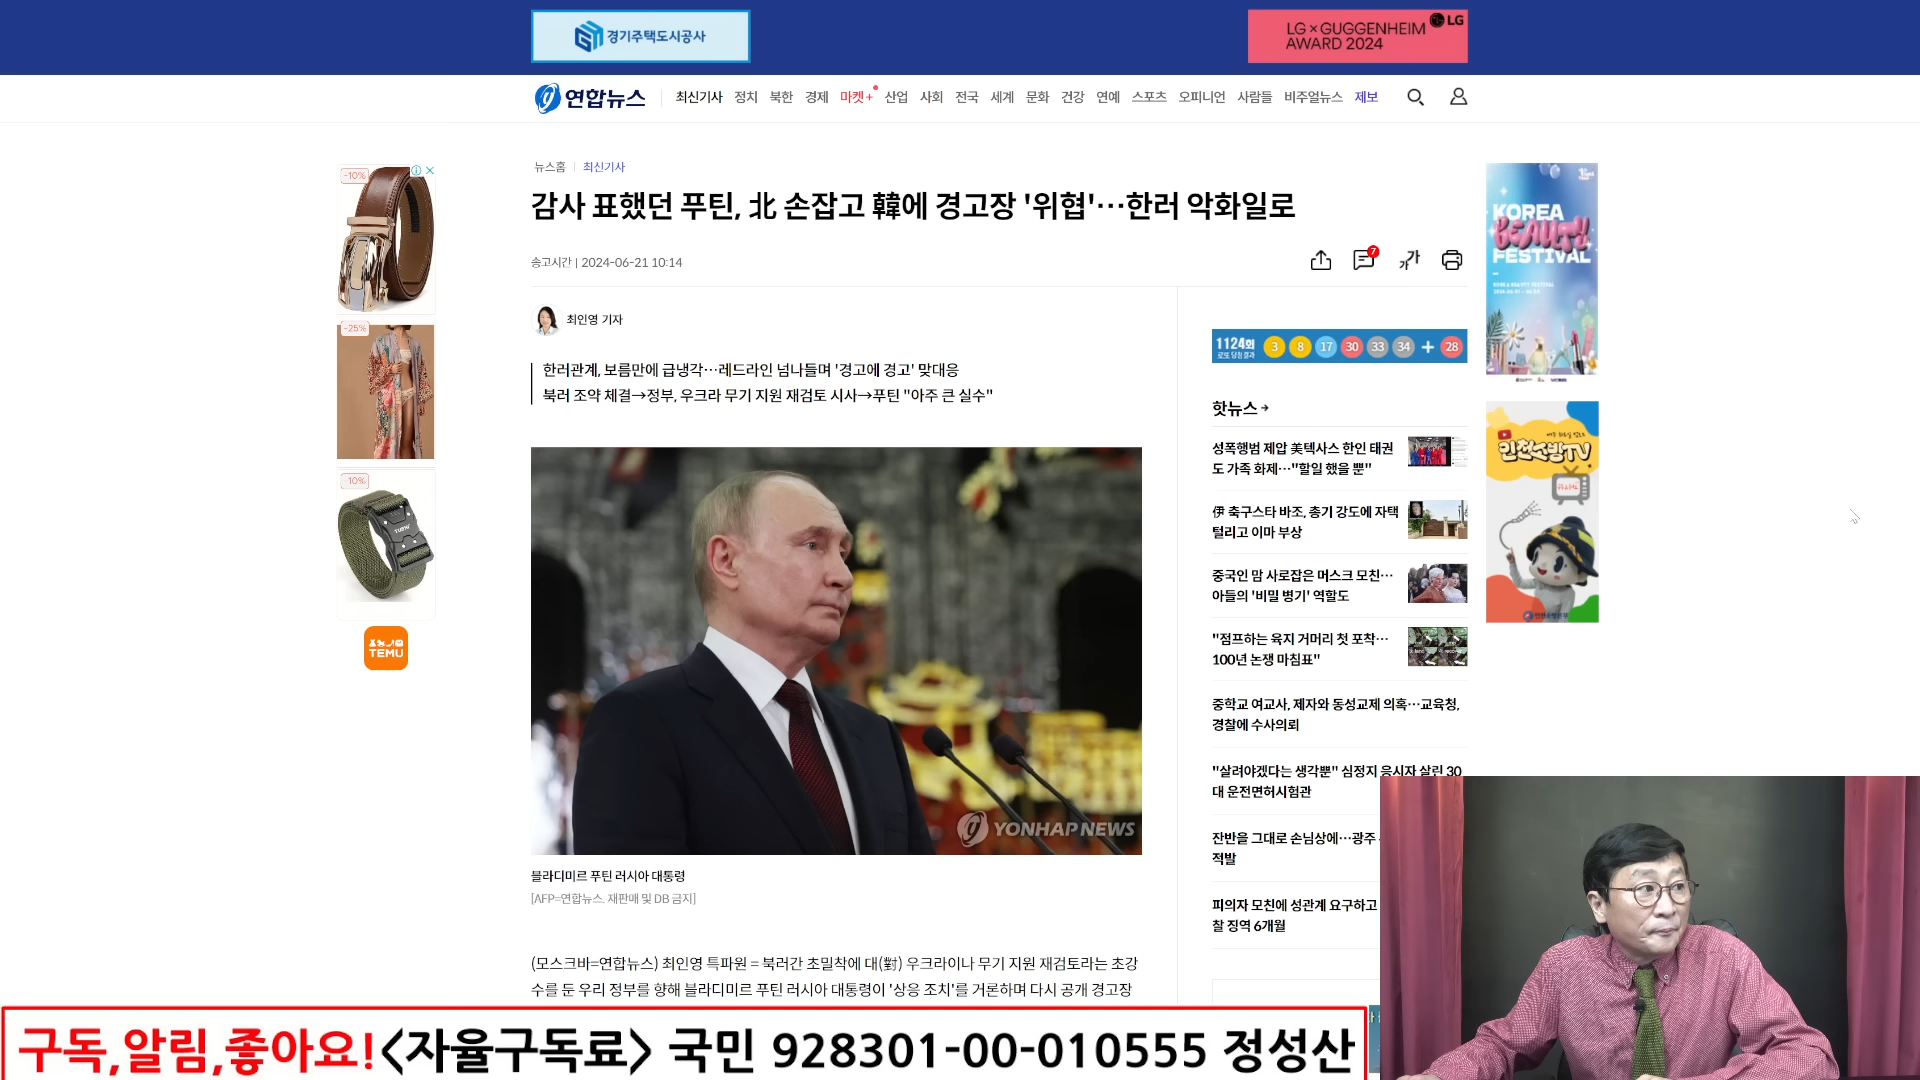 경기주택도시공사
LG × GUGGENHEIM
AWARD 2024
LG
연합뉴스
최신기사 정치 북한 경제 마켓+ 산업 사회 전국 세계 문화 건강 연예 스포츠 오피니언 사람들 비주얼뉴스 제보
뉴스홈 | 최신기사
감사 표했던 푸틴, 北 손잡고 韓에 경고장 '위협'…한러 악화일로
송고시간 | 2024-06-21 10:14
7
가가
최인영 기자
한러관계, 보름만에 급냉각…레드라인 넘나들며 '경고에 경고' 맞대응
북러 조약 체결→정부, 우크라 무기 지원 재검토 시사→푸틴 "아주 큰 실수"
YONHAP NEWS
블라디미르 푸틴 러시아 대통령
[AFP=연합뉴스. 재판매 및 DB 금지]
(모스크바=연합뉴스) 최인영 특파원 = 북러간 초밀착에 대(對) 우크라이나 무기 지원 재검토라는 초강
수를 둔 우리 정부를 향해 블라디미르 푸틴 러시아 대통령이 '상응 조치'를 거론하며 다시 공개 경고장
-10%
-25%
-10%
TEMU
1124회
로또 당첨결과
3 8 17 30 33 34 + 28
핫뉴스
성폭행범 제압 美텍사스 한인 태권
도 가족 화제…"할일 했을 뿐"
伊 축구스타 바조, 총기 강도에 자택
털리고 이마 부상
중국인 맘 사로잡은 머스크 모친…
아들의 '비밀 병기' 역할도
"점프하는 육지 거머리 첫 포착…
100년 논쟁 마침표"
중학교 여교사, 제자와 동성교제 의혹…교육청,
경찰에 수사의뢰
"살려야겠다는 생각뿐" 심정지 응시자 살린 30
대 운전면허시험관
잔반을 그대로 손님상에…광주
적발
피의자 모친에 성관계 요구하고
찰 징역 6개월
KOREA
BEAUTY
FESTIVAL
인천소방TV
구독,알림,좋아요!<자율구독료> 국민 928301-00-010555 정성산